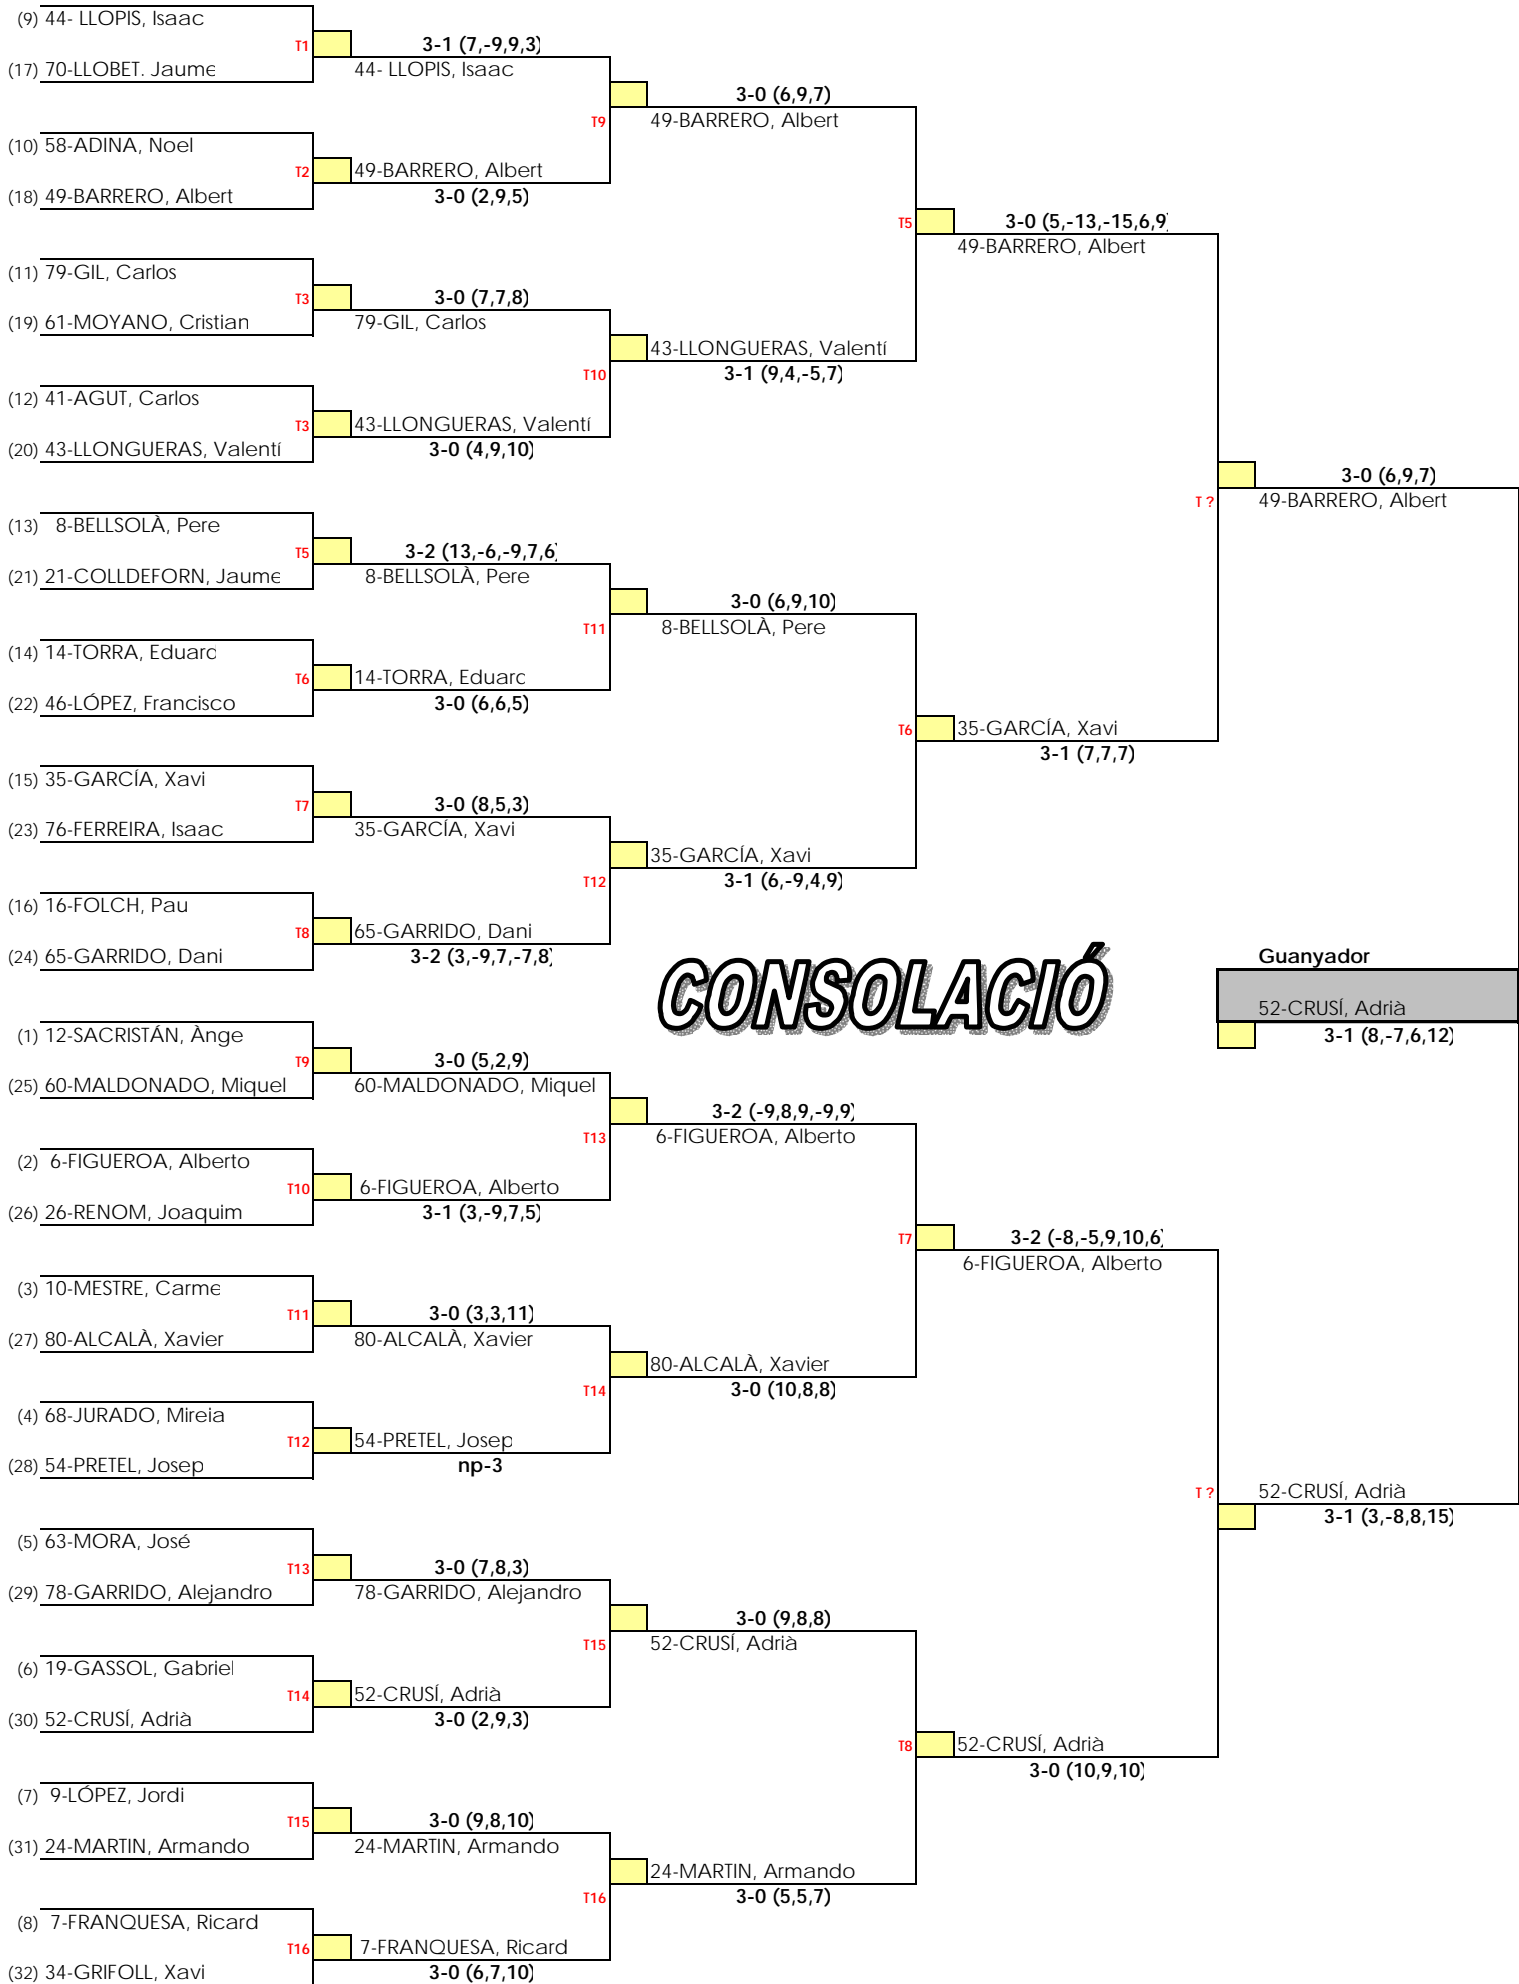 (9) 44- LLOPIS, Isaac
T1
3-1 (7,-9,9,3)
(17) 70-LLOBET. Jaume
44- LLOPIS, Isaac
3-0 (6,9,7)
T9
49-BARRERO, Albert
(10) 58-ADINA, Noel
T2
49-BARRERO, Albert
(18) 49-BARRERO, Albert
3-0 (2,9,5)
T5
3-0 (5,-13,-15,6,9)
49-BARRERO, Albert
(11) 79-GIL, Carlos
T3
3-0 (7,7,8)
(19) 61-MOYANO, Cristian
79-GIL, Carlos
43-LLONGUERAS, Valentí
T10
3-1 (9,4,-5,7)
(12) 41-AGUT, Carlos
T3
43-LLONGUERAS, Valentí
(20) 43-LLONGUERAS, Valentí
3-0 (4,9,10)
3-0 (6,9,7)
T ?
49-BARRERO, Albert
(13) 8-BELLSOLÀ, Pere
T5
3-2 (13,-6,-9,7,6)
(21) 21-COLLDEFORN, Jaume
8-BELLSOLÀ, Pere
3-0 (6,9,10)
T11
8-BELLSOLÀ, Pere
(14) 14-TORRA, Eduard
T6
14-TORRA, Eduard
(22) 46-LÓPEZ, Francisco
3-0 (6,6,5)
T6
35-GARCÍA, Xavi
3-1 (7,7,7)
(15) 35-GARCÍA, Xavi
T7
3-0 (8,5,3)
(23) 76-FERREIRA, Isaac
35-GARCÍA, Xavi
35-GARCÍA, Xavi
T12
3-1 (6,-9,4,9)
(16) 16-FOLCH, Pau
T8
65-GARRIDO, Dani
(24) 65-GARRIDO, Dani
3-2 (3,-9,7,-7,8)
CONSOLACIÓ
Guanyador
52-CRUSÍ, Adrià
3-1 (8,-7,6,12)
(1) 12-SACRISTÁN, Ànge
T9
3-0 (5,2,9)
(25) 60-MALDONADO, Miquel
60-MALDONADO, Miquel
3-2 (-9,8,9,-9,9)
T13
6-FIGUEROA, Alberto
(2) 6-FIGUEROA, Alberto
T10
6-FIGUEROA, Alberto
(26) 26-RENOM, Joaquim
3-1 (3,-9,7,5)
T7
3-2 (-8,-5,9,10,6)
6-FIGUEROA, Alberto
(3) 10-MESTRE, Carme
T11
3-0 (3,3,11)
(27) 80-ALCALÀ, Xavier
80-ALCALÀ, Xavier
80-ALCALÀ, Xavier
T14
3-0 (10,8,8)
(4) 68-JURADO, Mireia
T12
54-PRETEL, Josep
(28) 54-PRETEL, Josep
np-3
T ?
52-CRUSÍ, Adrià
3-1 (3,-8,8,15)
(5) 63-MORA, José
T13
3-0 (7,8,3)
(29) 78-GARRIDO, Alejandro
78-GARRIDO, Alejandro
3-0 (9,8,8)
T15
52-CRUSÍ, Adrià
(6) 19-GASSOL, Gabriel
T14
52-CRUSÍ, Adrià
(30) 52-CRUSÍ, Adrià
3-0 (2,9,3)
T8
52-CRUSÍ, Adrià
3-0 (10,9,10)
(7) 9-LÓPEZ, Jordi
T15
3-0 (9,8,10)
(31) 24-MARTIN, Armando
24-MARTIN, Armando
24-MARTIN, Armando
T16
3-0 (5,5,7)
(8) 7-FRANQUESA, Ricard
T16
7-FRANQUESA, Ricard
(32) 34-GRIFOLL, Xavi
3-0 (6,7,10)